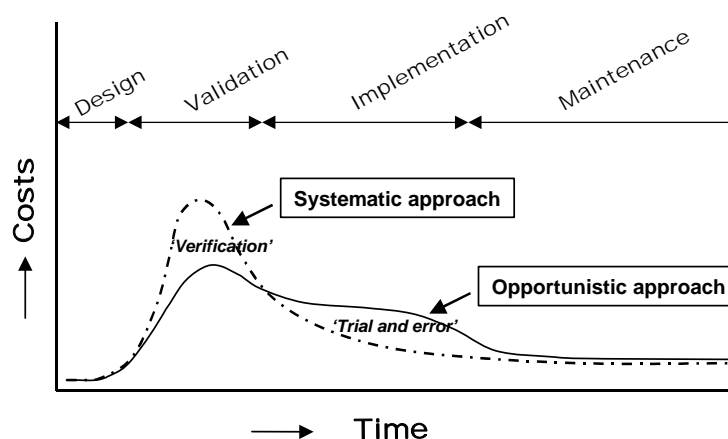 Design
Validation
Implementation
Maintenance
Costs
Systematic approach
'Verification'
Opportunistic approach
'Trial and error'
Time